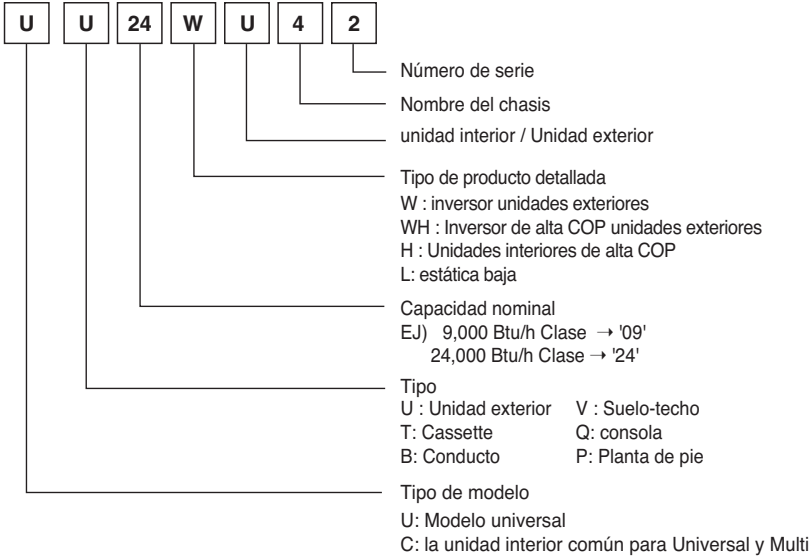 U U 24 W U 4 2
Número de serie
Nombre del chasis
unidad interior / Unidad exterior
Tipo de producto detallada
W : inversor unidades exteriores
WH : Inversor de alta COP unidades exteriores
H : Unidades interiores de alta COP
L: estática baja
Capacidad nominal
EJ) 9,000 Btu/h Clase ➝ '09'
24,000 Btu/h Clase ➝ '24'
Tipo
U : Unidad exterior V : Suelo-techo
T: Cassette Q: consola
B: Conducto P: Planta de pie
Tipo de modelo
U: Modelo universal
C: la unidad interior común para Universal y Multi